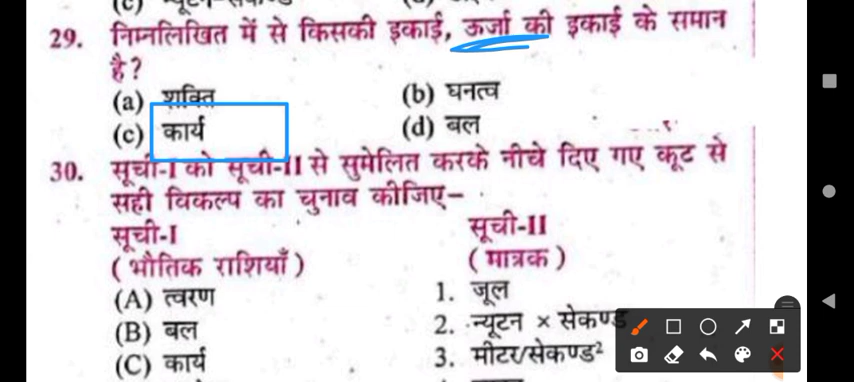 29. निम्नलिखित में से किसकी इकाई, ऊर्जा की इकाई के समान
है?
(a) शक्ति (b) घनत्व
(c) कार्य (d) बल
30. सूची-I को सूची-II से सुमेलित करके नीचे दिए गए कूट से
सही विकल्प का चुनाव कीजिए–
सूची-I सूची-II
(भौतिक राशियाँ) (मात्रक)
(A) त्वरण 1. जूल
(B) बल 2. न्यूटन × सेकण्ड
(C) कार्य 3. मीटर/सेकण्ड²